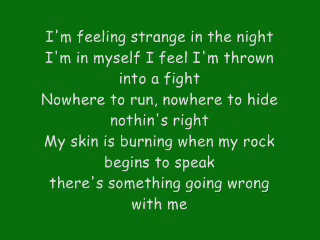 I'm feeling strange in the night
I'm in myself I feel I'm thrown
into a fight
Nowhere to run, nowhere to hide
nothin's right
My skin is burning when my rock
begins to speak
there's something going wrong
with me